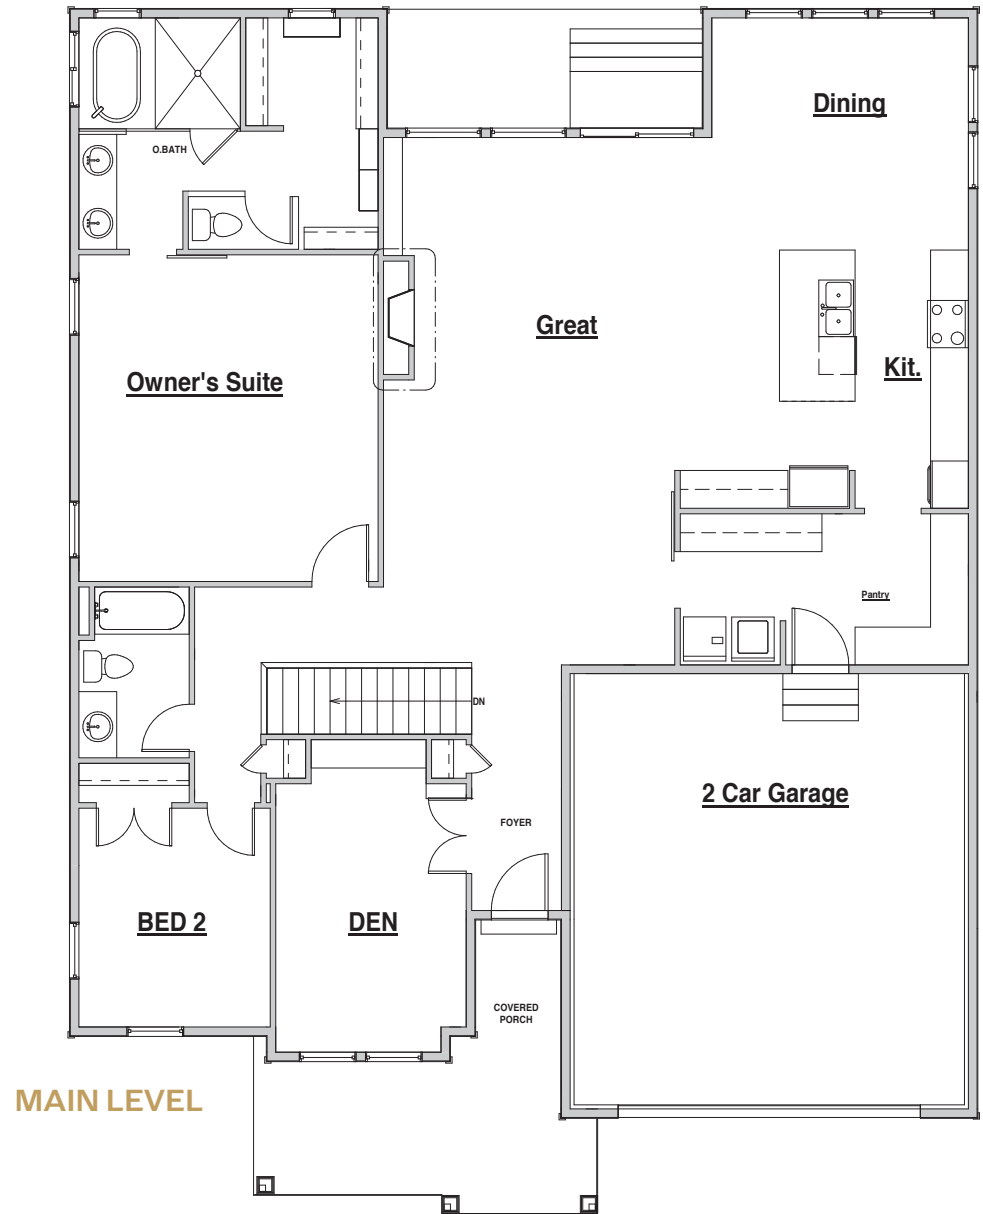 Dining
O.BATH
Great
Kit.
Owner's Suite
Pantry
DN
2 Car Garage
FOYER
BED 2
DEN
COVERED
PORCH
MAIN LEVEL